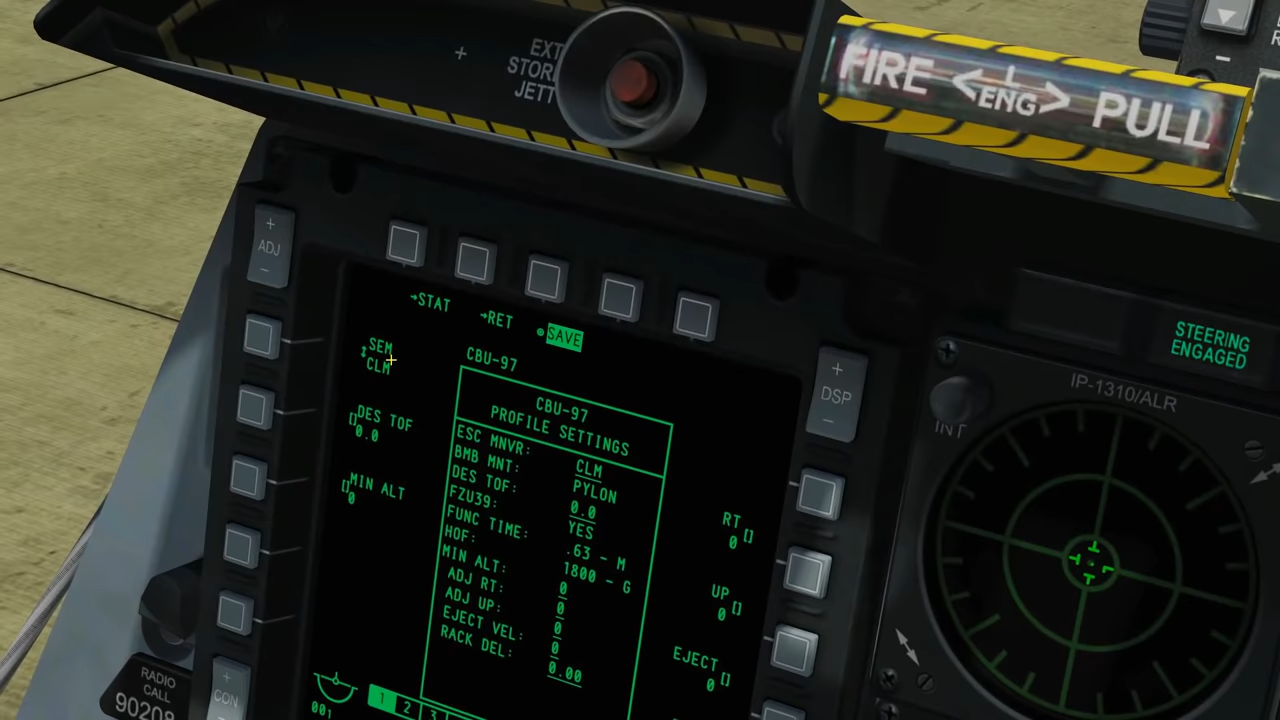 EXT
STOR
JETT
FIRE <L ENG> PULL
+
ADJ
-
→STAT
→RET
SAVE
SEM
CLM
CBU-97
CBU-97
PROFILE SETTINGS
[]DES TOF
0.0
[]MIN ALT
0
ESC MNVR: CLM
BMB MNT: PYLON
DES TOF: 0.0
FZU39: YES
FUNC TIME: .63 - M
HOF: 1800 - G
MIN ALT: 0
ADJ RT: 0
ADJ UP: 0
EJECT VEL: 0
RACK DEL: 0.00
RT []
0
UP []
0
EJECT []
0
001
1 2 3
+
DSP
-
+
CON
RADIO
CALL
90208
STEERING
ENGAGED
IP-1310/ALR
INT